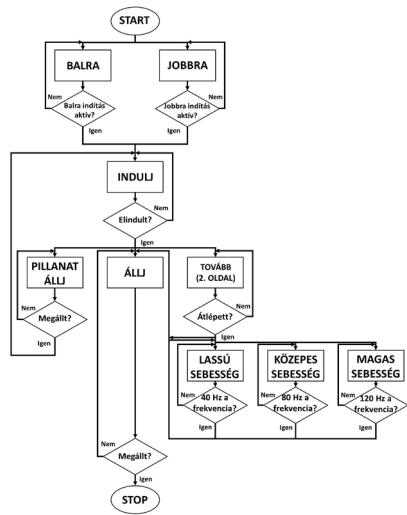 START
BALRA
JOBBRA
Nem
Balra indítás
aktív?
Igen
Jobbra indítás
aktív?
Nem
Igen
INDULJ
Elindult?
Nem
Igen
PILLANAT
ÁLLJ
Nem
Megállt?
Igen
ÁLLJ
TOVÁBB
(2. OLDAL)
Átlépett?
Nem
Igen
LASSÚ
SEBESSÉG
Nem
40 Hz a
frekvencia?
Igen
KÖZEPES
SEBESSÉG
Nem
80 Hz a
frekvencia?
Igen
MAGAS
SEBESSÉG
Nem
120 Hz a
frekvencia?
Igen
Nem
Megállt?
Igen
STOP